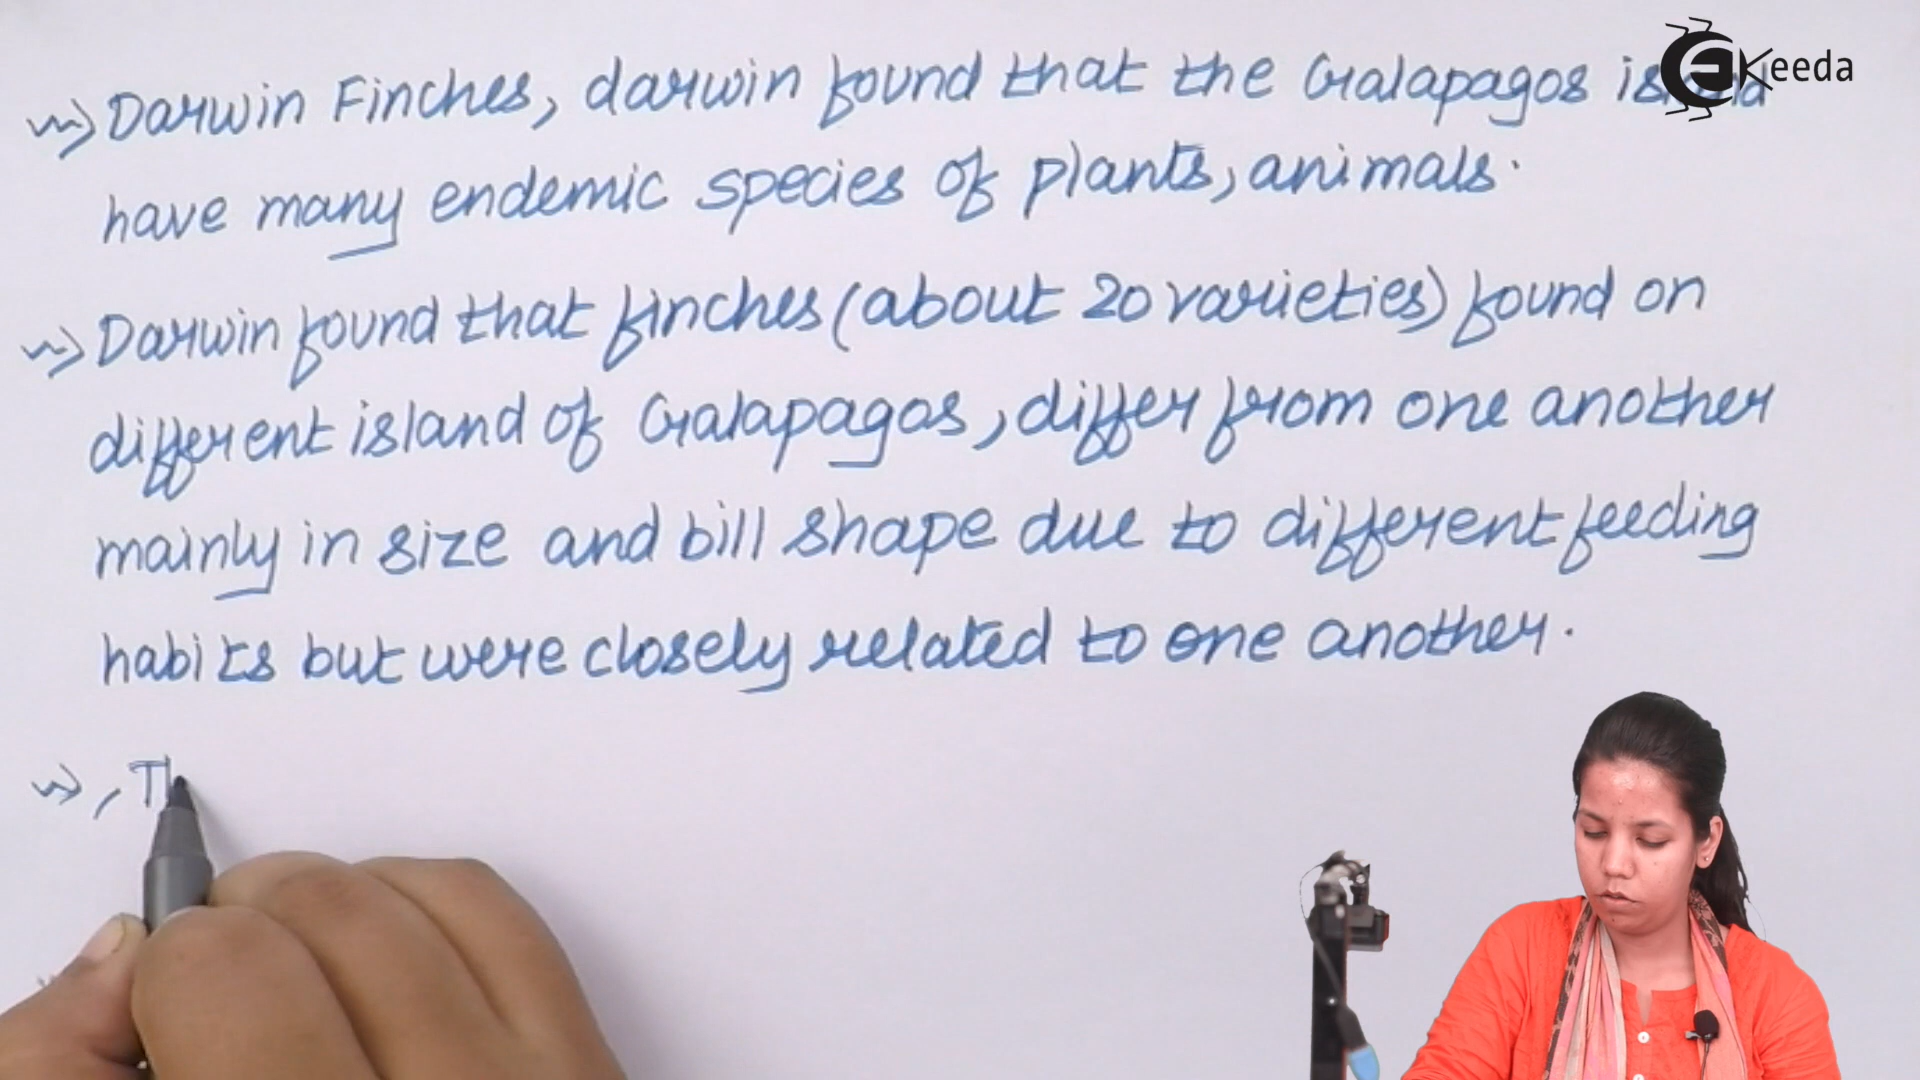 Darwin Finches, darwin found that the Galapagos island
have many endemic species of plants, animals.
Darwin found that finches (about 20 varieties) found on
different island of Galapagos, differ from one another
mainly in size and bill shape due to different feeding
habits but were closely related to one another.
Th
EKeeda